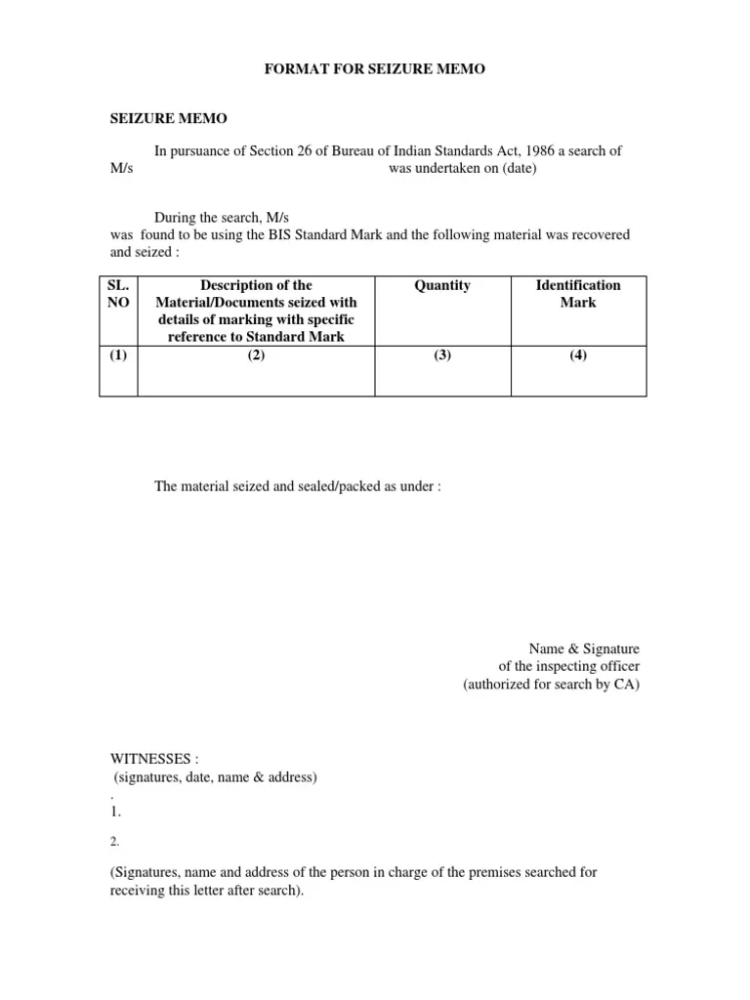 FORMAT FOR SEIZURE MEMO
SEIZURE MEMO
In pursuance of Section 26 of Bureau of Indian Standards Act, 1986 a search of
M/s was undertaken on (date)
During the search, M/s
was found to be using the BIS Standard Mark and the following material was recovered
and seized :
SL. Description of the Quantity Identification
NO Material/Documents seized with Mark
details of marking with specific
reference to Standard Mark
(1) (2) (3) (4)
The material seized and sealed/packed as under :
Name & Signature
of the inspecting officer
(authorized for search by CA)
WITNESSES :
(signatures, date, name & address)
.
1.
2.
(Signatures, name and address of the person in charge of the premises searched for
receiving this letter after search).